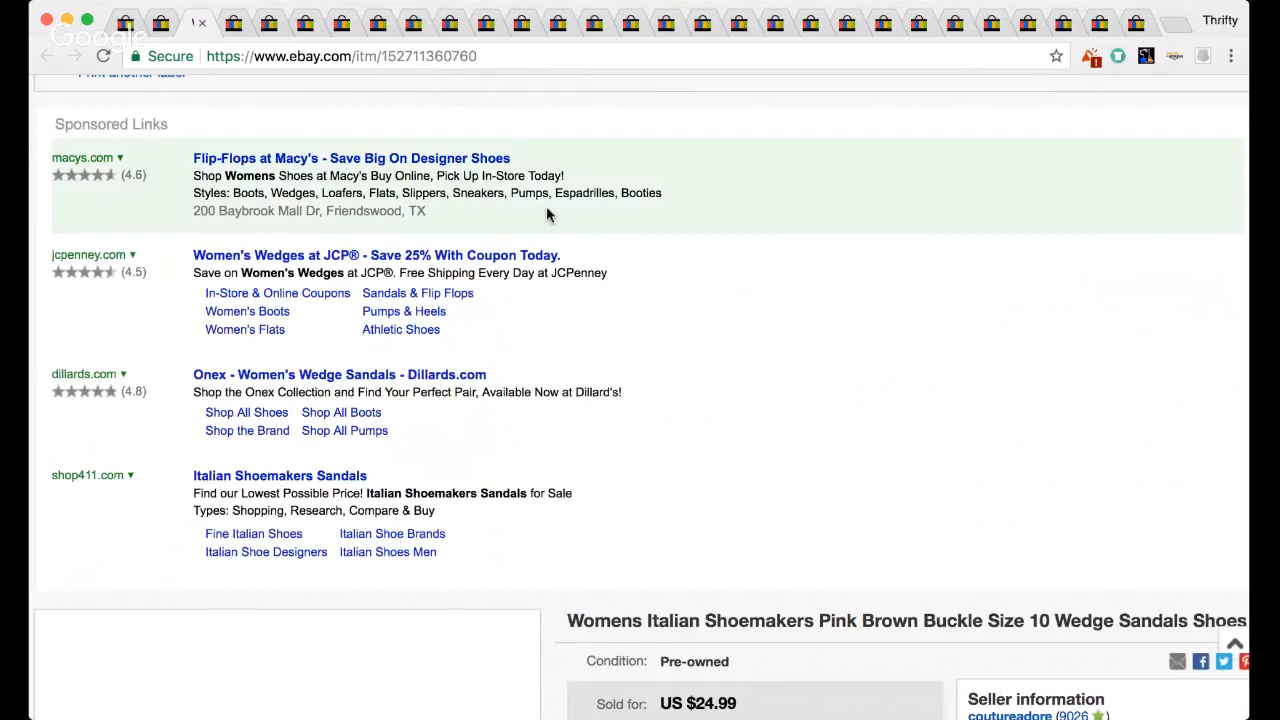 Thrifty
Google
Secure https://www.ebay.com/itm/152711360760
Print another label
Sponsored Links
macys.com ▼
(4.6)
Flip-Flops at Macy's - Save Big On Designer Shoes
Shop Womens Shoes at Macy's Buy Online, Pick Up In-Store Today!
Styles: Boots, Wedges, Loafers, Flats, Slippers, Sneakers, Pumps, Espadrilles, Booties
200 Baybrook Mall Dr, Friendswood, TX
jcpenney.com ▼
(4.5)
Women's Wedges at JCP® - Save 25% With Coupon Today.
Save on Women's Wedges at JCP®. Free Shipping Every Day at JCPenney
In-Store & Online Coupons Sandals & Flip Flops
Women's Boots Pumps & Heels
Women's Flats Athletic Shoes
dillards.com ▼
(4.8)
Onex - Women's Wedge Sandals - Dillards.com
Shop the Onex Collection and Find Your Perfect Pair, Available Now at Dillard's!
Shop All Shoes Shop All Boots
Shop the Brand Shop All Pumps
shop411.com ▼
Italian Shoemakers Sandals
Find our Lowest Possible Price! Italian Shoemakers Sandals for Sale
Types: Shopping, Research, Compare & Buy
Fine Italian Shoes Italian Shoe Brands
Italian Shoe Designers Italian Shoes Men
Womens Italian Shoemakers Pink Brown Buckle Size 10 Wedge Sandals Shoes
Condition: Pre-owned
Sold for: US $24.99
Seller information
coutureadore (9026)